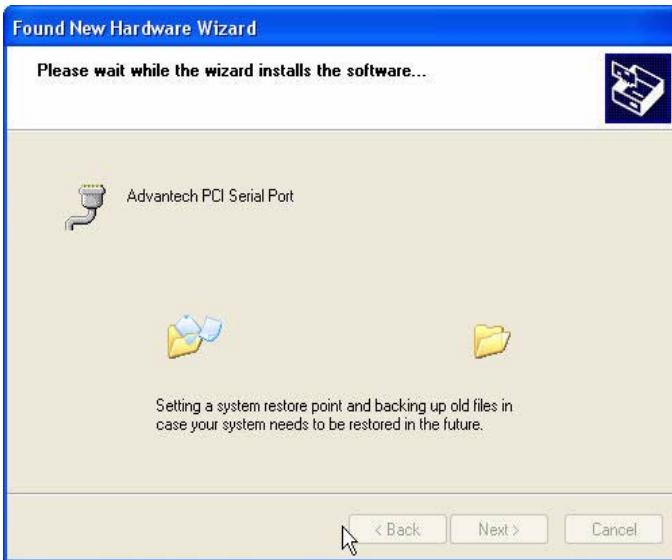 Found New Hardware Wizard
Please wait while the wizard installs the software...
Advantech PCI Serial Port
Setting a system restore point and backing up old files in
case your system needs to be restored in the future.
< Back
Next >
Cancel